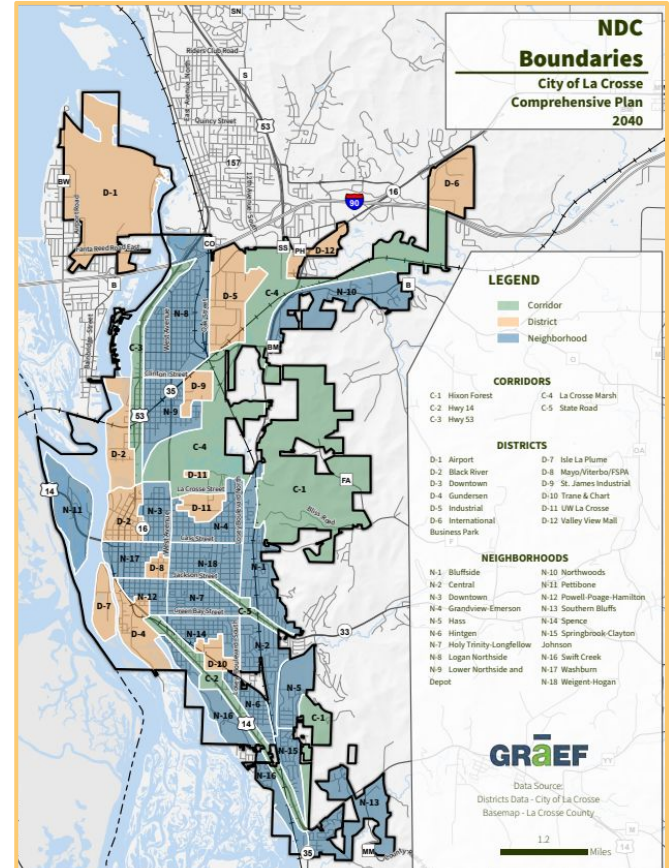 NDC
Boundaries
City of La Crosse
Comprehensive Plan
2040
SN
Riders Club Road
S
East Avenue North
53
Quincy Street
157
12th Avenue South
16
90
D-6
BW
D-1
CO
SS
PH
D-12
B
D-5
C-4
N-10
B
N-8
BM
C-3
35
D-9
53
N-9
C-4
D-2
D-11
La Crosse Street
C-1
FA
14
N-11
D-11
N-3
D-2
16
N-4
Bliss Road
N-17
N-18
N-1
D-8
Jackson Street
D-7
N-12
N-7
Green Bay Street
C-5
33
D-4
N-14
N-2
D-10
C-2
N-5
N-6
C-1
14
N-16
N-15
N-16
N-13
35
MM
LEGEND
Corridor
District
Neighborhood
CORRIDORS
C-1 Hixon Forest
C-2 Hwy 14
C-3 Hwy 53
C-4 La Crosse Marsh
C-5 State Road
DISTRICTS
D-1 Airport
D-2 Black River
D-3 Downtown
D-4 Gundersen
D-5 Industrial
D-6 International
Business Park
D-7 Isle La Plume
D-8 Mayo/Viterbo/FSPA
D-9 St. James Industrial
D-10 Trane & Chart
D-11 UW La Crosse
D-12 Valley View Mall
NEIGHBORHOODS
N-1 Bluffside
N-2 Central
N-3 Downtown
N-4 Grandview-Emerson
N-5 Hass
N-6 Hintgen
N-7 Holy Trinity-Longfellow
N-8 Logan Northside
N-9 Lower Northside and
Depot
N-10 Northwoods
N-11 Pettibone
N-12 Powell-Poage-Hamilton
N-13 Southern Bluffs
N-14 Spence
N-15 Springbrook-Clayton
Johnson
N-16 Swift Creek
N-17 Washburn
N-18 Weigent-Hogan
GRAEF
Data Source:
Districts Data - City of La Crosse
Basemap - La Crosse County
1.2
Miles